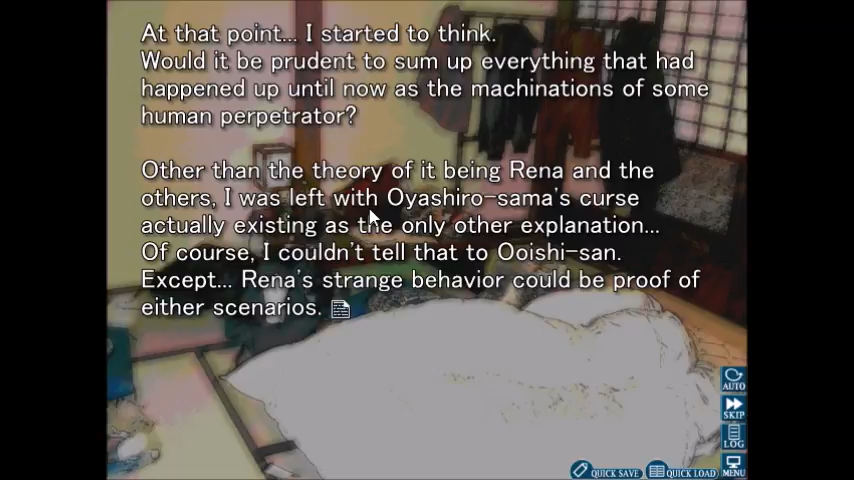 At that point... I started to think.
Would it be prudent to sum up everything that had
happened up until now as the machinations of some
human perpetrator?
Other than the theory of it being Rena and the
others, I was left with Oyashiro-sama's curse
actually existing as the only other explanation...
Of course, I couldn't tell that to Ooishi-san.
Except... Rena's strange behavior could be proof of
either scenarios.
AUTO
SKIP
LOG
MENU
QUICK SAVE
QUICK LOAD